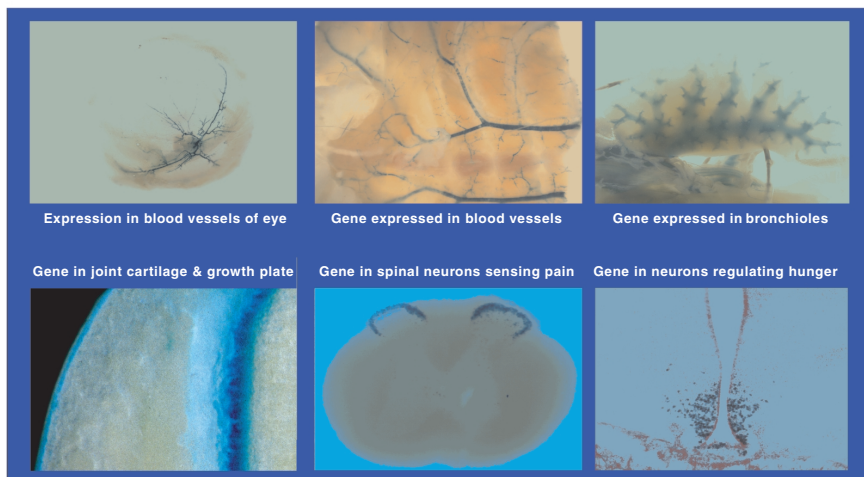 Expression in blood vessels of eye
Gene expressed in blood vessels
Gene expressed in bronchioles
Gene in joint cartilage & growth plate
Gene in spinal neurons sensing pain
Gene in neurons regulating hunger